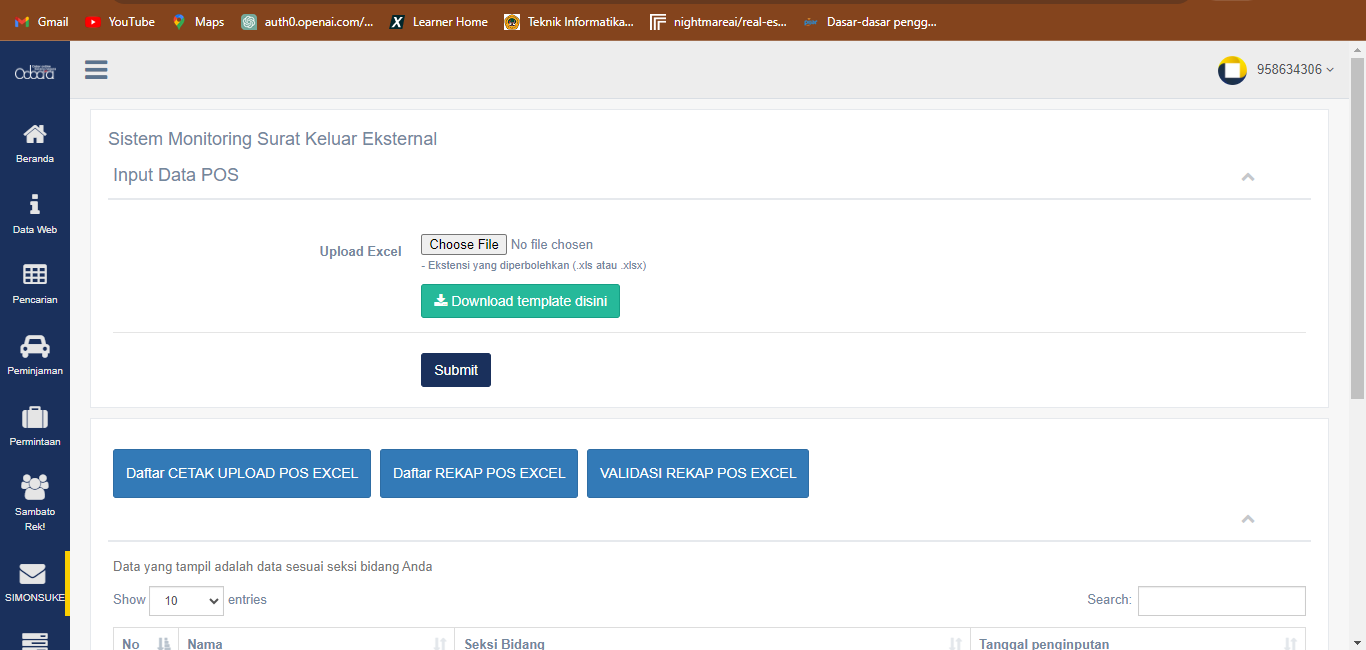 Gmail YouTube Maps auth0.openai.com/... Learner Home Teknik Informatika... nightmareai/real-es... Dasar-dasar pengg...
Odading
958634306
Beranda
Data Web
Pencarian
Peminjaman
Permintaan
Sambato
Rek!
SIMONSUKE
Sistem Monitoring Surat Keluar Eksternal
Input Data POS
Upload Excel Choose File No file chosen
- Ekstensi yang diperbolehkan (.xls atau .xlsx)
Download template disini
Submit
Daftar CETAK UPLOAD POS EXCEL Daftar REKAP POS EXCEL VALIDASI REKAP POS EXCEL
Data yang tampil adalah data sesuai seksi bidang Anda
Show 10 entries Search:
No Nama Seksi Bidang Tanggal penginputan